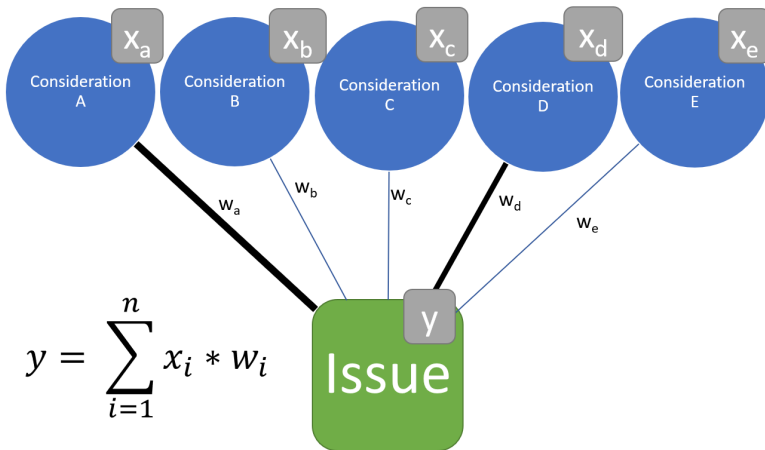 x_a x_b x_c x_d x_e
Consideration Consideration Consideration Consideration Consideration
A B C D E
w_a w_b w_c w_d w_e
y
Issue
y = \sum_{i=1}^{n} x_i * w_i